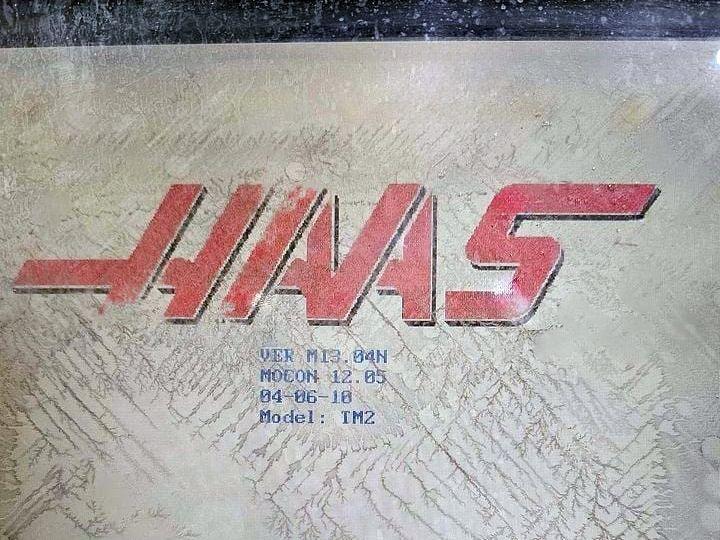 HAAS
VER M13.04N
MOCON 12.05
04-06-10
Model: TM2